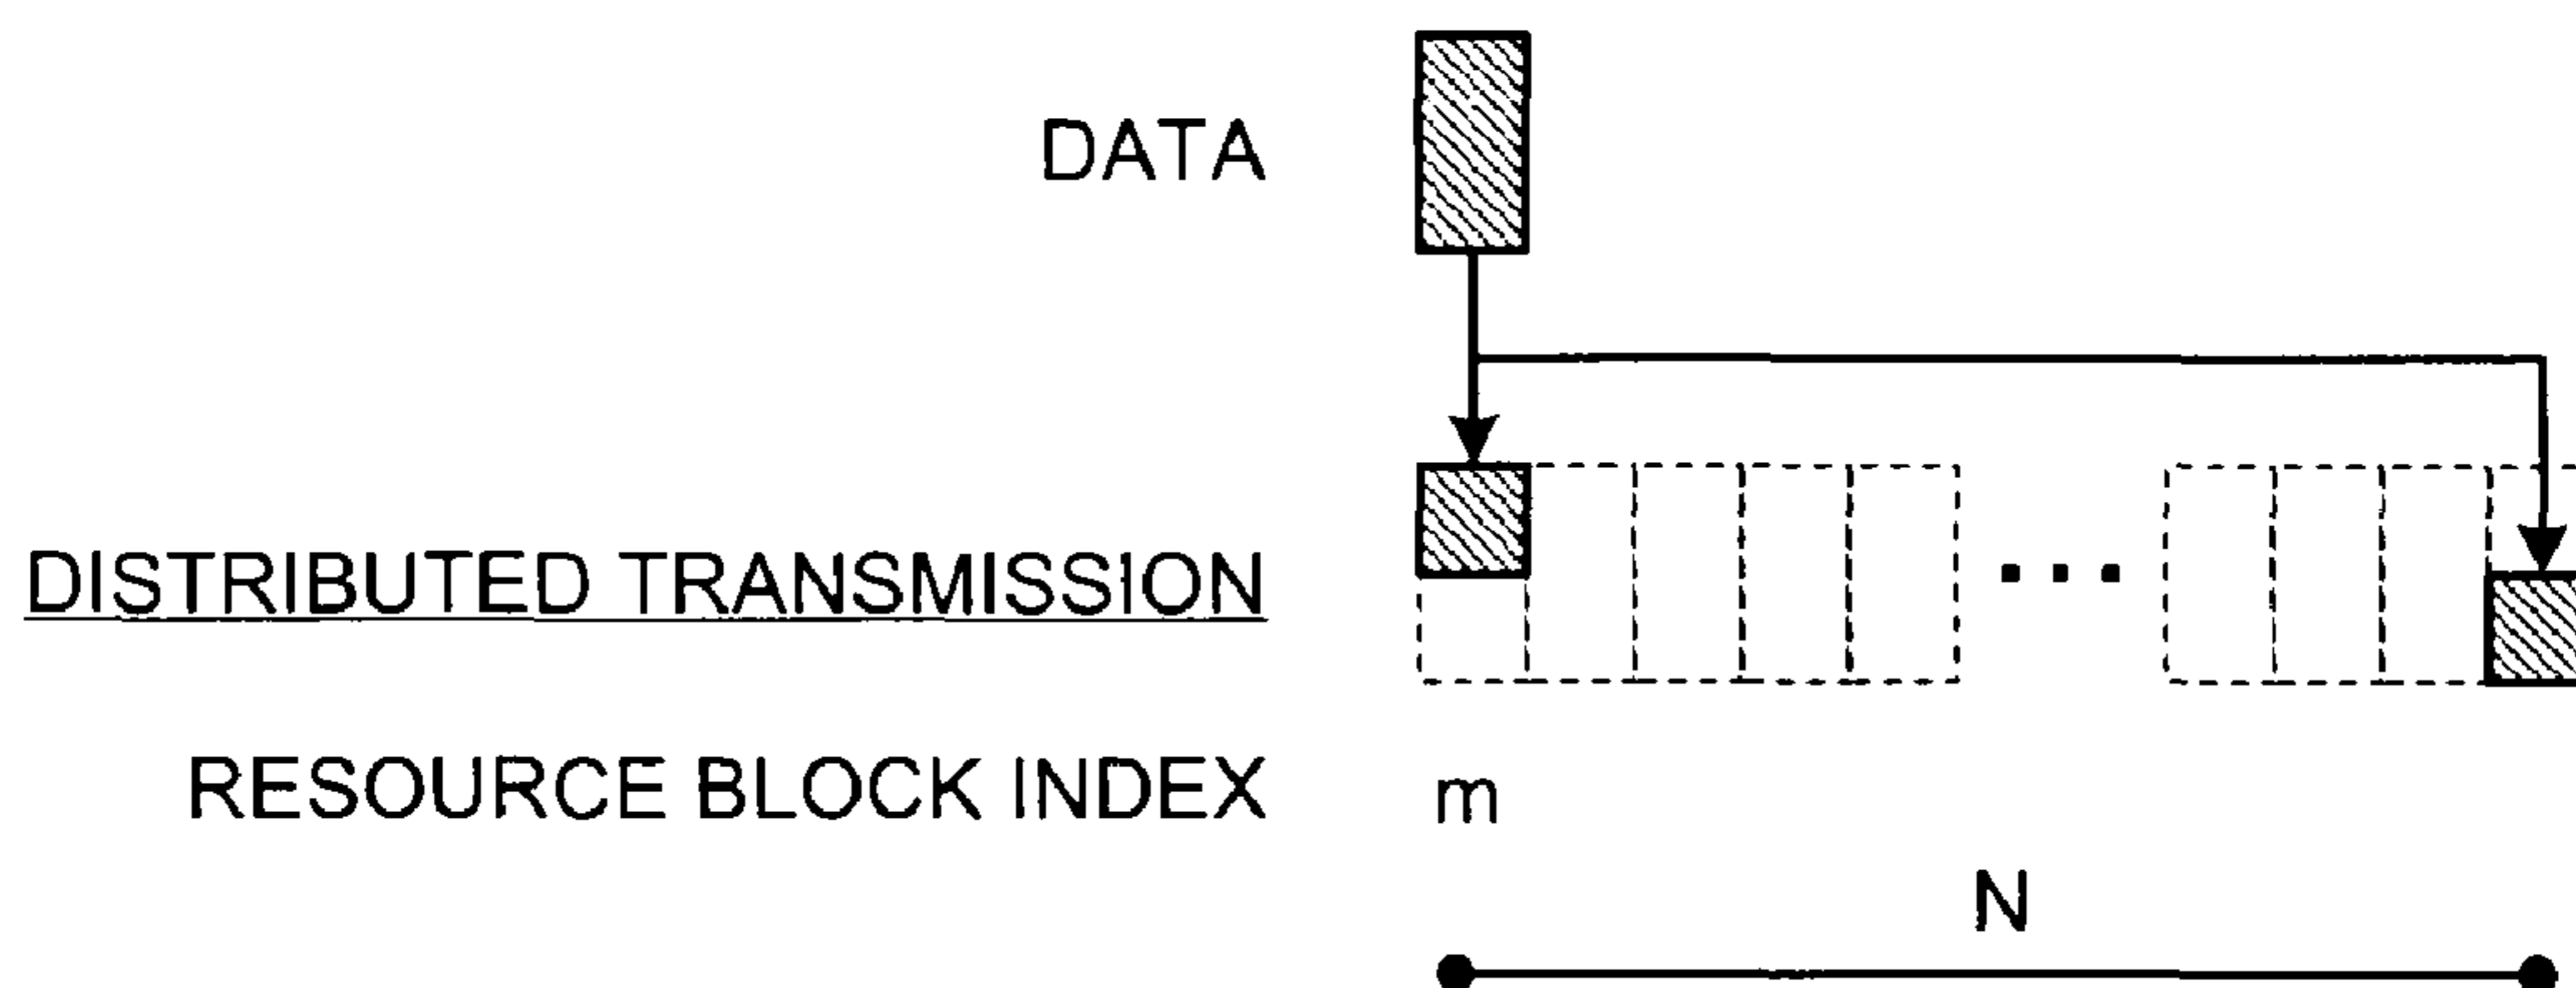 DATA
DISTRIBUTED TRANSMISSION
RESOURCE BLOCK INDEX m
N